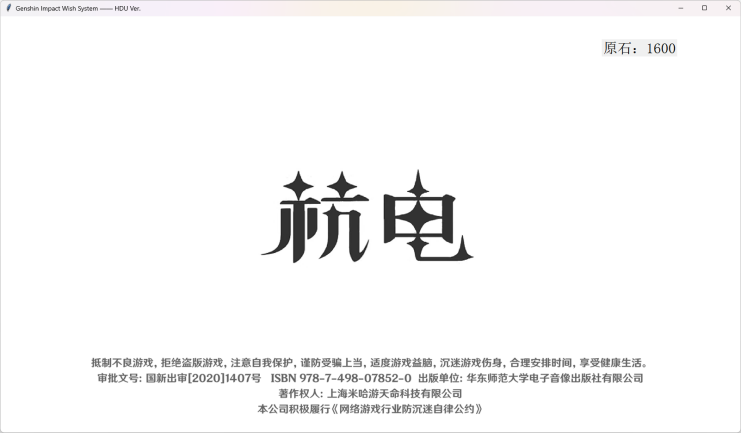 Genshin Impact Wish System —— HDU Ver.
原石：1600
杭电
抵制不良游戏, 拒绝盗版游戏, 注意自我保护, 谨防受骗上当, 适度游戏益脑, 沉迷游戏伤身, 合理安排时间, 享受健康生活。
审批文号: 国新出审[2020]1407号 ISBN 978-7-498-07852-0 出版单位: 华东师范大学电子音像出版社有限公司
著作权人: 上海米哈游天命科技有限公司
本公司积极履行《网络游戏行业防沉迷自律公约》